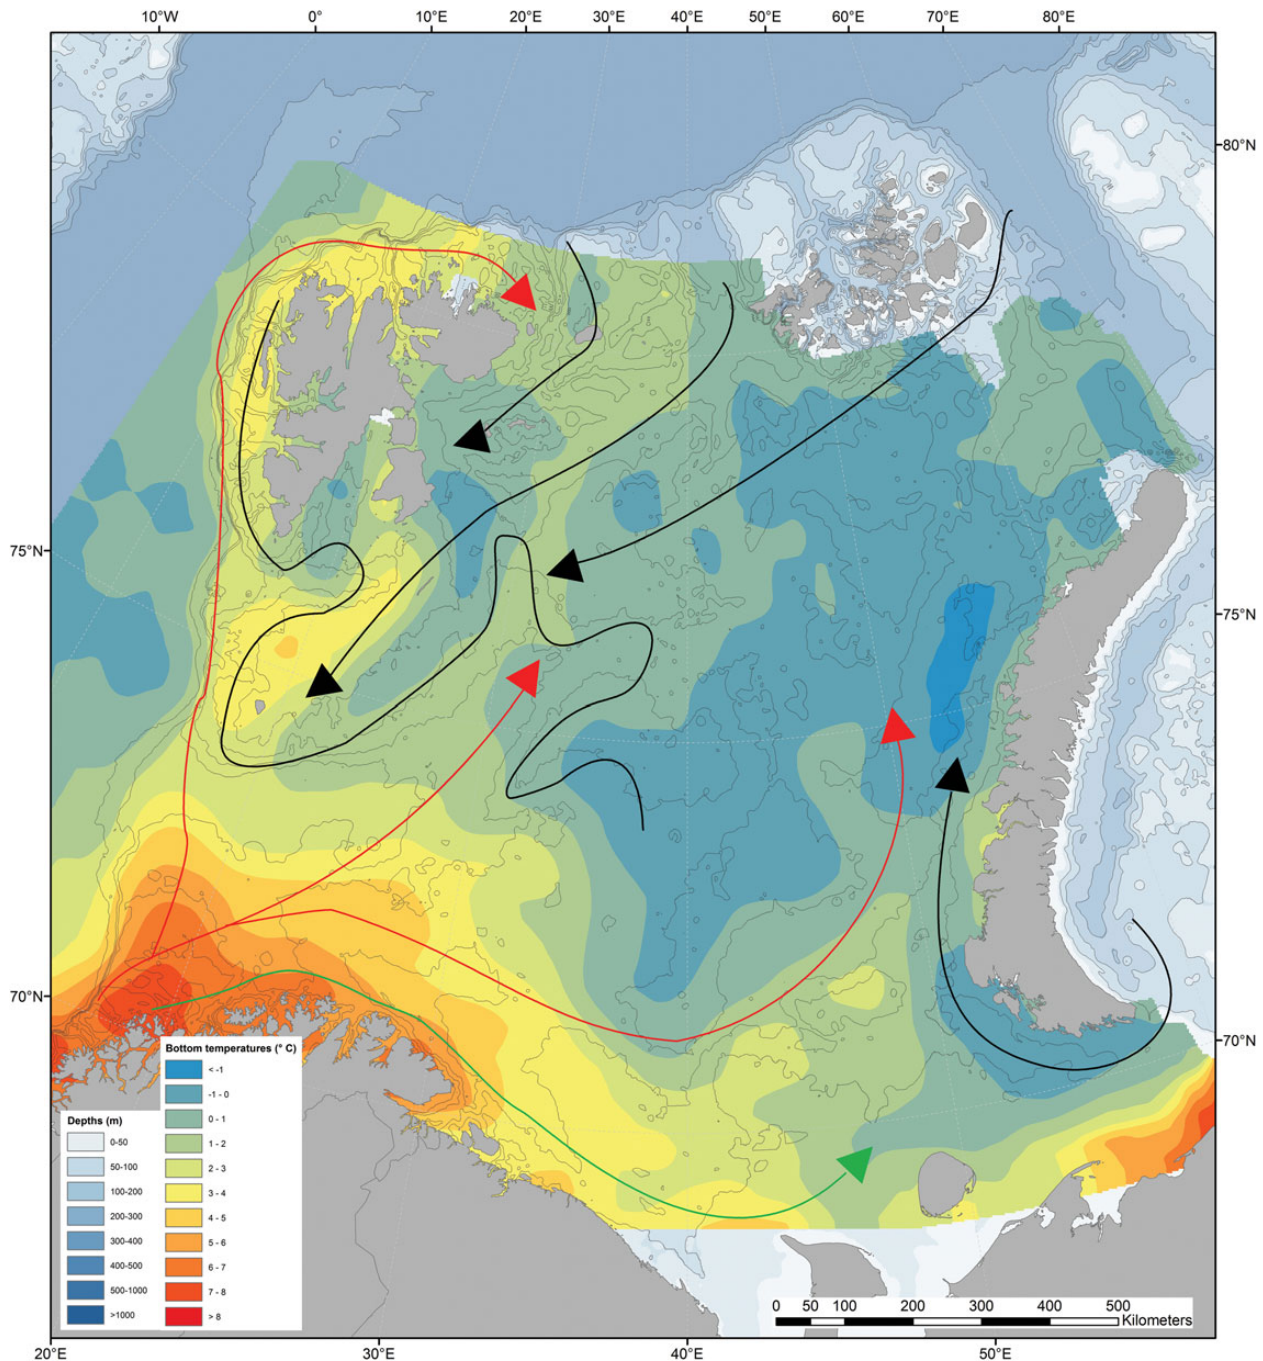 10°W 0° 10°E 20°E 30°E 40°E 50°E 60°E 70°E 80°E
80°N
75°N
75°N
70°N
70°N
Bottom temperatures (° C)
< -1
-1 - 0
0 - 1
1 - 2
2 - 3
3 - 4
4 - 5
5 - 6
6 - 7
7 - 8
> 8
Depths (m)
0-50
50-100
100-200
200-300
300-400
400-500
500-1000
>1000
0 50 100 200 300 400 500
Kilometers
20°E 30°E 40°E 50°E